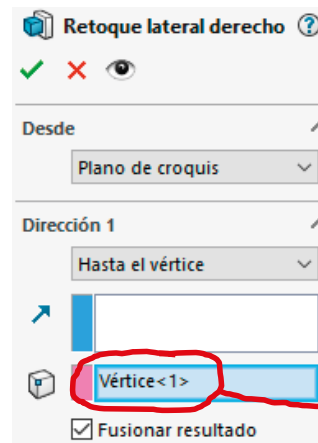 Retoque lateral derecho
Desde
Plano de croquis
Dirección 1
Hasta el vértice
Vértice<1>
Fusionar resultado